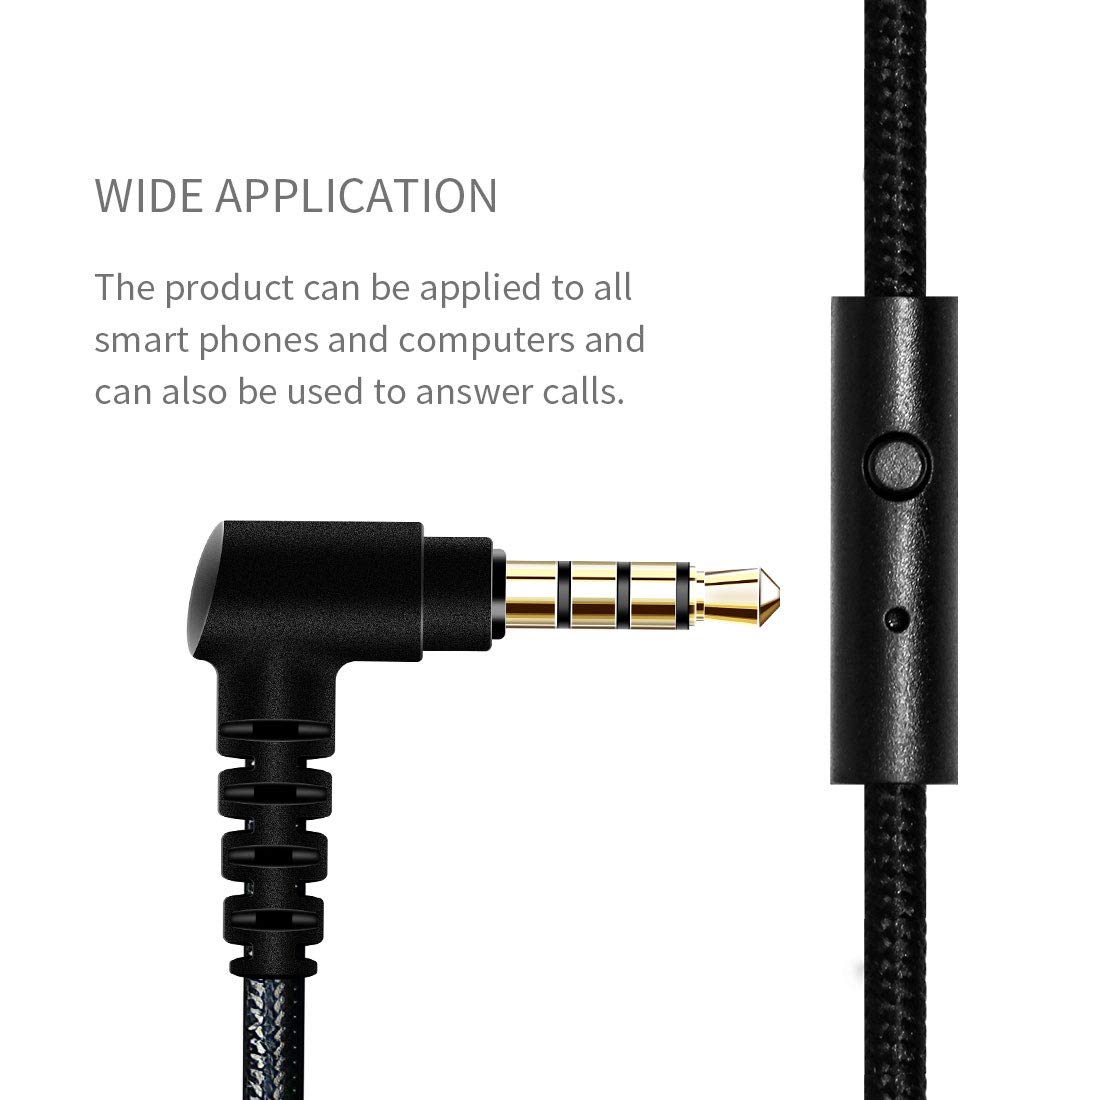 WIDE APPLICATION
The product can be applied to all
smart phones and computers and
can also be used to answer calls.